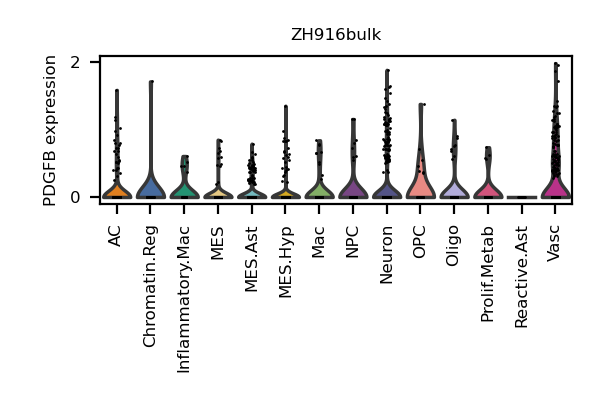 ZH916bulk
PDGFB expression
2
0
AC
Chromatin.Reg
Inflammatory.Mac
MES
MES.Ast
MES.Hyp
Mac
NPC
Neuron
OPC
Oligo
Prolif.Metab
Reactive.Ast
Vasc